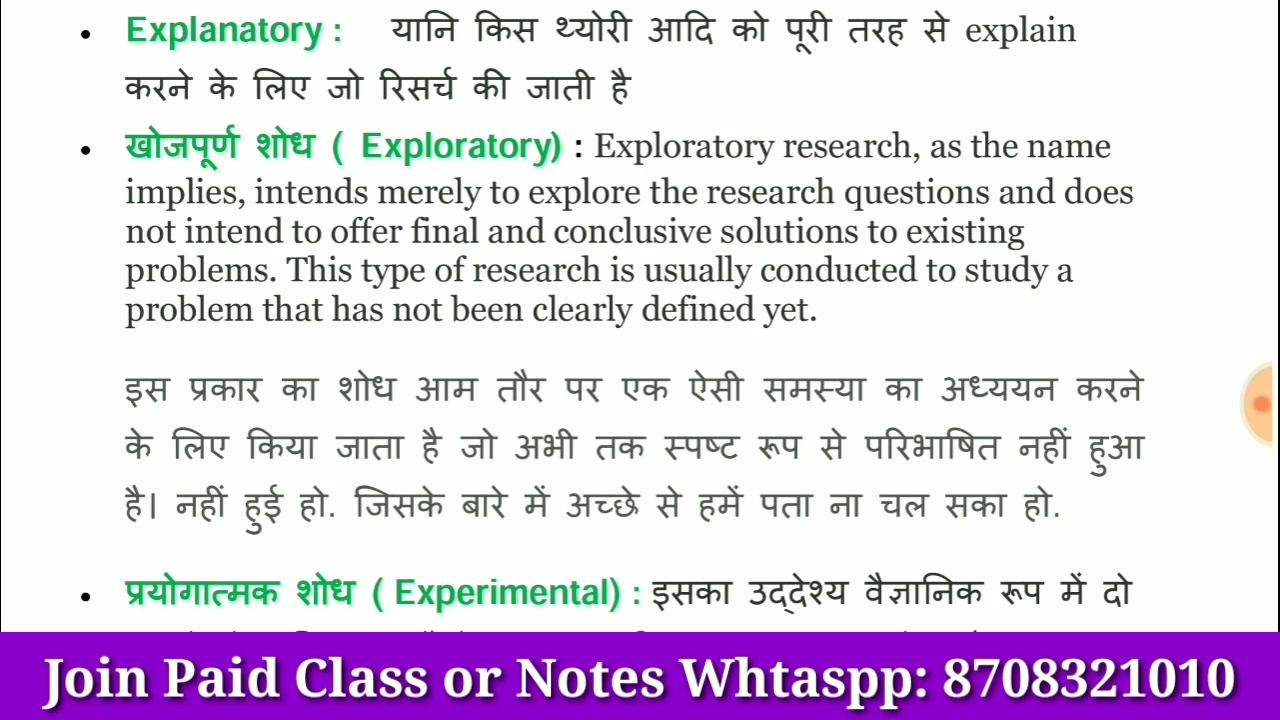 • Explanatory : यानि किस थ्योरी आदि को पूरी तरह से explain
करने के लिए जो रिसर्च की जाती है
• खोजपूर्ण शोध ( Exploratory) : Exploratory research, as the name
implies, intends merely to explore the research questions and does
not intend to offer final and conclusive solutions to existing
problems. This type of research is usually conducted to study a
problem that has not been clearly defined yet.
इस प्रकार का शोध आम तौर पर एक ऐसी समस्या का अध्ययन करने
के लिए किया जाता है जो अभी तक स्पष्ट रूप से परिभाषित नहीं हुआ
है। नहीं हुई हो. जिसके बारे में अच्छे से हमें पता ना चल सका हो.
• प्रयोगात्मक शोध ( Experimental) : इसका उद्देश्य वैज्ञानिक रूप में दो
Join Paid Class or Notes Whtaspp: 8708321010